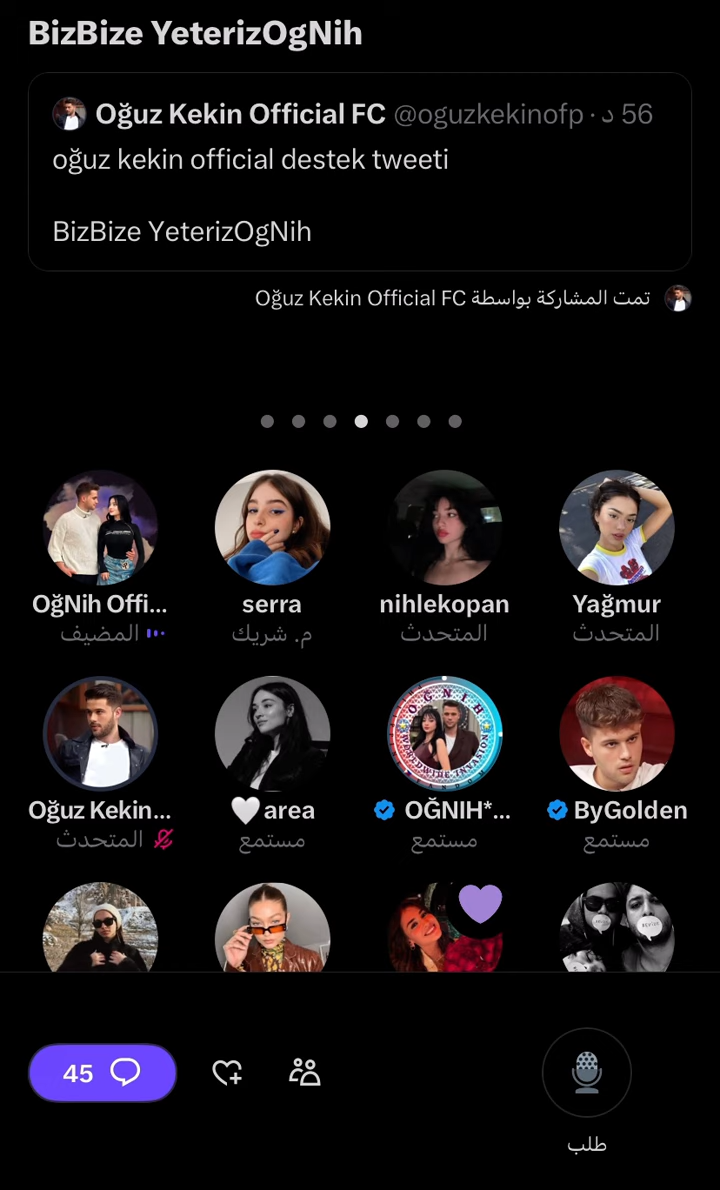 BizBize YeterizOgNih
Oğuz Kekin Official FC @oguzkekinofp · 56 د
oğuz kekin official destek tweeti
BizBize YeterizOgNih
تمت المشاركة بواسطة Oğuz Kekin Official FC
OğNih Offi...
المضيف
serra
م. شريك
nihlekopan
المتحدث
Yağmur
المتحدث
Oğuz Kekin...
المتحدث
🤍area
مستمع
OĞNIH*...
مستمع
ByGolden
مستمع
OĞNIH
45
طلب